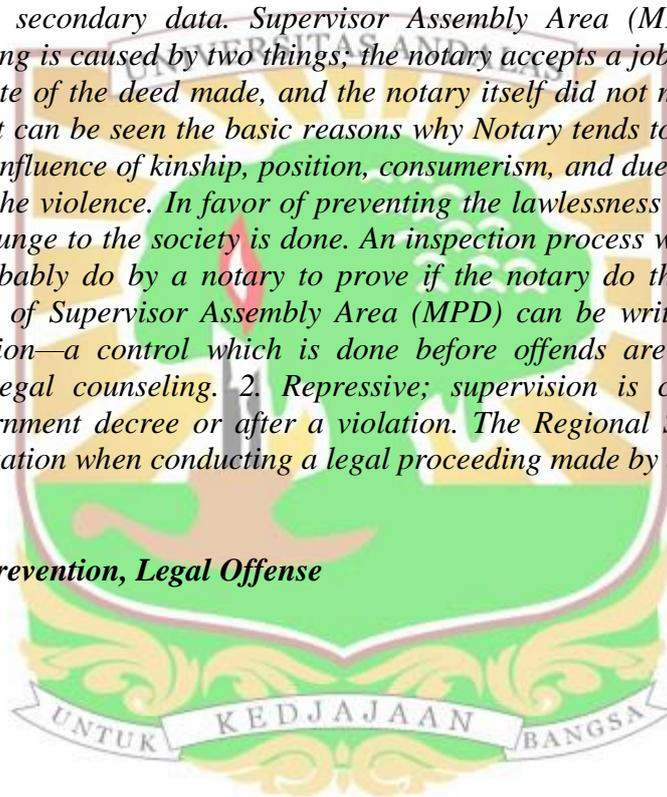 secondary data. Supervisor Assembly Area (M
UNIVERSITAS ANDALAS
ng is caused by two things; the notary accepts a job
te of the deed made, and the notary itself did not
t can be seen the basic reasons why Notary tends to
nfluence of kinship, position, consumerism, and due
he violence. In favor of preventing the lawlessness
unge to the society is done. An inspection process w
bably do by a notary to prove if the notary do th
of Supervisor Assembly Area (MPD) can be writ
ion—a control which is done before offends are
egal counseling. 2. Repressive; supervision is c
rnment decree or after a violation. The Regional S
ation when conducting a legal proceeding made by
revention, Legal Offense
UNTUK KEDJAJAAN BANGSA